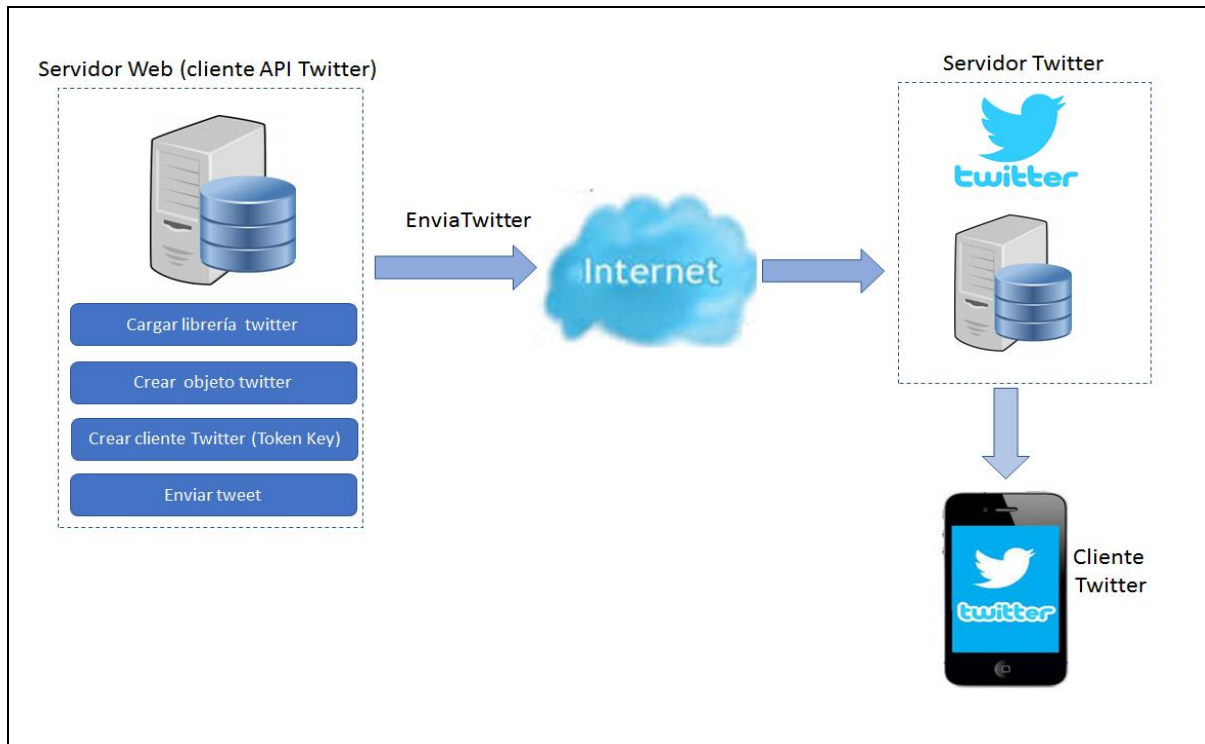 Servidor Web (cliente API Twitter)
Cargar librería twitter
Crear objeto twitter
Crear cliente Twitter (Token Key)
Enviar tweet
EnviaTwitter
Internet
Servidor Twitter
twitter
twitter
Cliente
Twitter